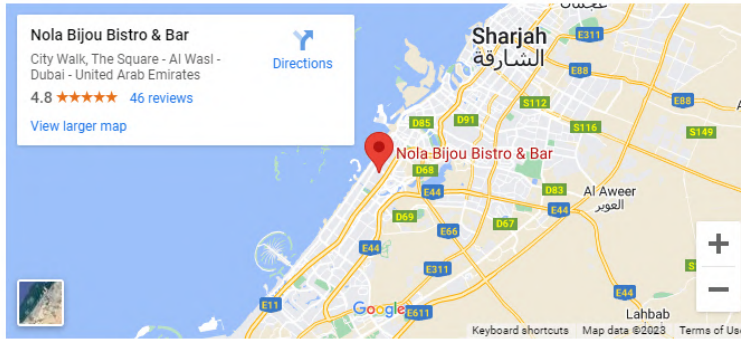 Nola Bijou Bistro & Bar
City Walk, The Square - Al Wasl -
Dubai - United Arab Emirates
4.8
46 reviews
View larger map
Directions
عجمان
E311
Sharjah
الشارقة
E88
S112
E88
D85
D91
S116
S149
Nola Bijou Bistro & Bar
D68
E44
D83
Al Aweer
العوير
E44
D69
D67
E66
E44
E311
E44
E11
Google
E611
Lahbab
Keyboard shortcuts
Map data ©2023
Terms of Use